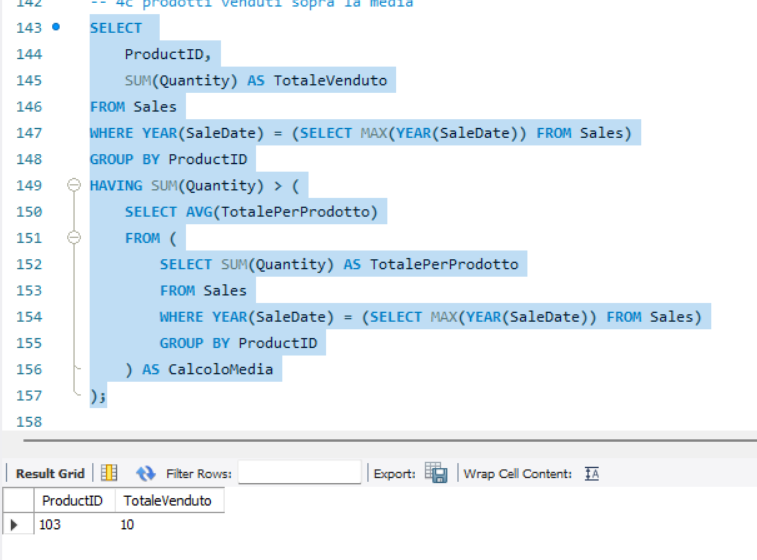 142 -- 4c prodotti venduti sopra la media
143 SELECT
144 ProductID,
145 SUM(Quantity) AS TotaleVenduto
146 FROM Sales
147 WHERE YEAR(SaleDate) = (SELECT MAX(YEAR(SaleDate)) FROM Sales)
148 GROUP BY ProductID
149 HAVING SUM(Quantity) > (
150 SELECT AVG(TotalePerProdotto)
151 FROM (
152 SELECT SUM(Quantity) AS TotalePerProdotto
153 FROM Sales
154 WHERE YEAR(SaleDate) = (SELECT MAX(YEAR(SaleDate)) FROM Sales)
155 GROUP BY ProductID
156 ) AS CalcoloMedia
157 );
158
Result Grid Filter Rows: Export: Wrap Cell Content: IA
ProductID TotaleVenduto
103 10